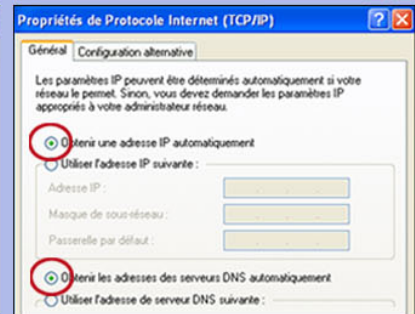 Propriétés de Protocole Internet (TCP/IP)
Général Configuration alternative
Les paramètres IP peuvent être déterminés automatiquement si votre
réseau le permet. Sinon, vous devez demander les paramètres IP
appropriés à votre administrateur réseau.
Obtenir une adresse IP automatiquement
Utiliser l'adresse IP suivante :
Adresse IP :
Masque de sous-réseau :
Passerelle par défaut :
Obtenir les adresses des serveurs DNS automatiquement
Utiliser l'adresse de serveur DNS suivante :